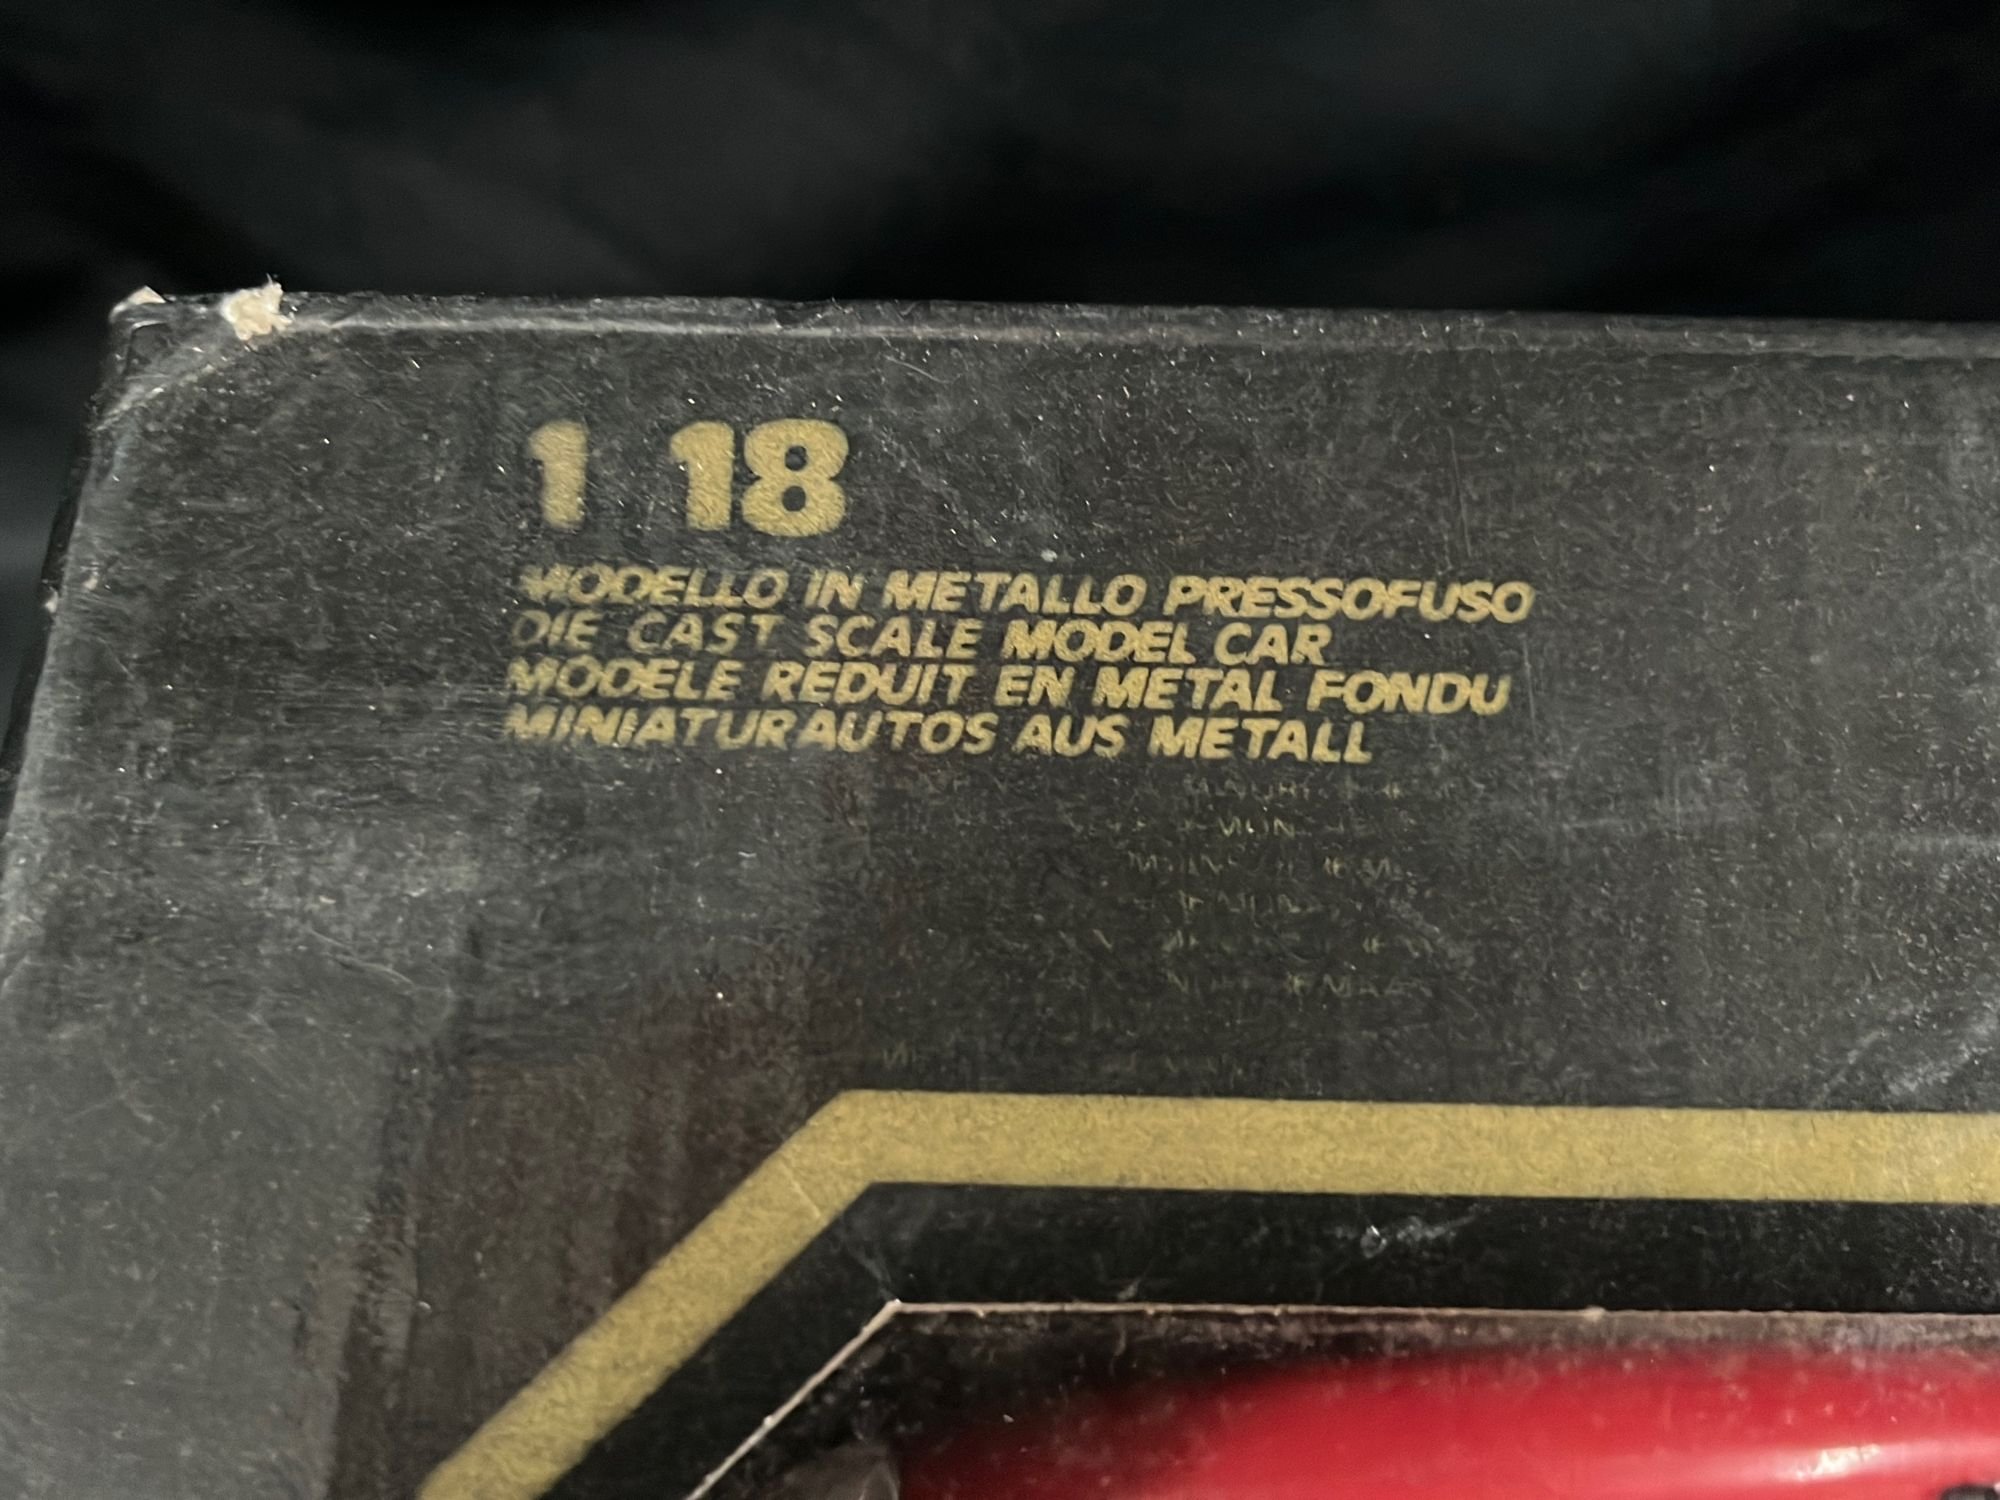 1 18
MODELLO IN METALLO PRESSOFUSO
DIE CAST SCALE MODEL CAR
MODELE REDUIT EN METAL FONDU
MINIATURAUTOS AUS METALL